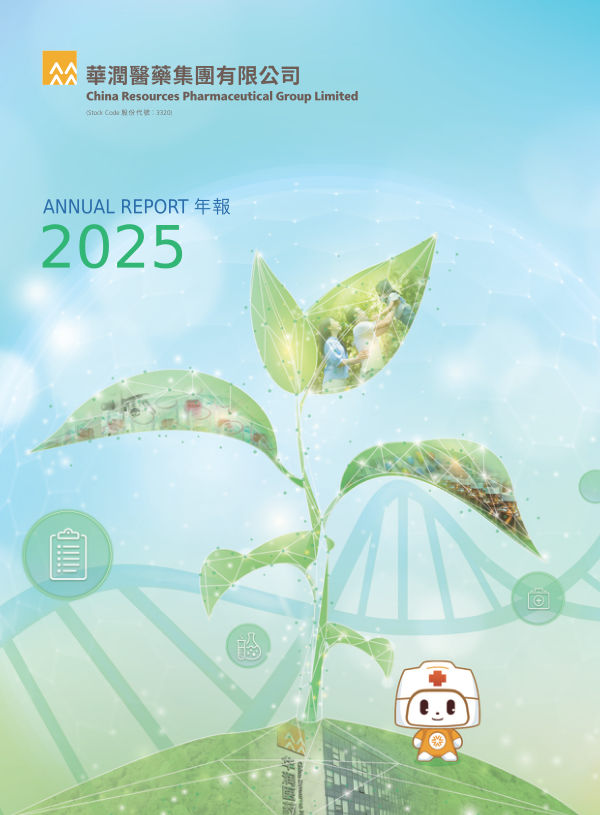 華潤醫藥集團有限公司
China Resources Pharmaceutical Group Limited
(Stock Code 股份代號：3320)
ANNUAL REPORT 年報
2025